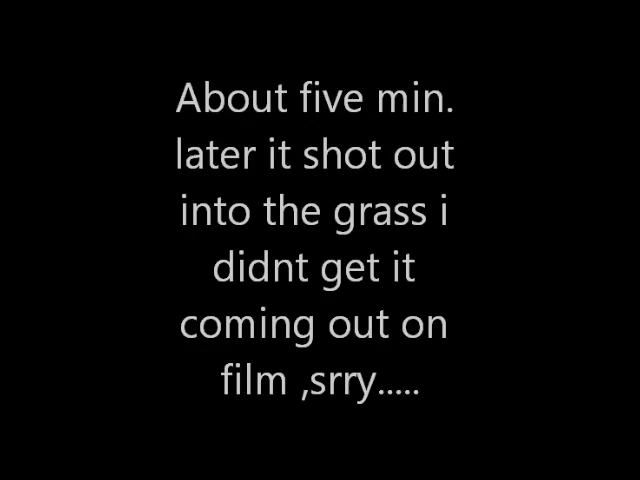 About five min.
later it shot out
into the grass i
didnt get it
coming out on
film ,srry.....